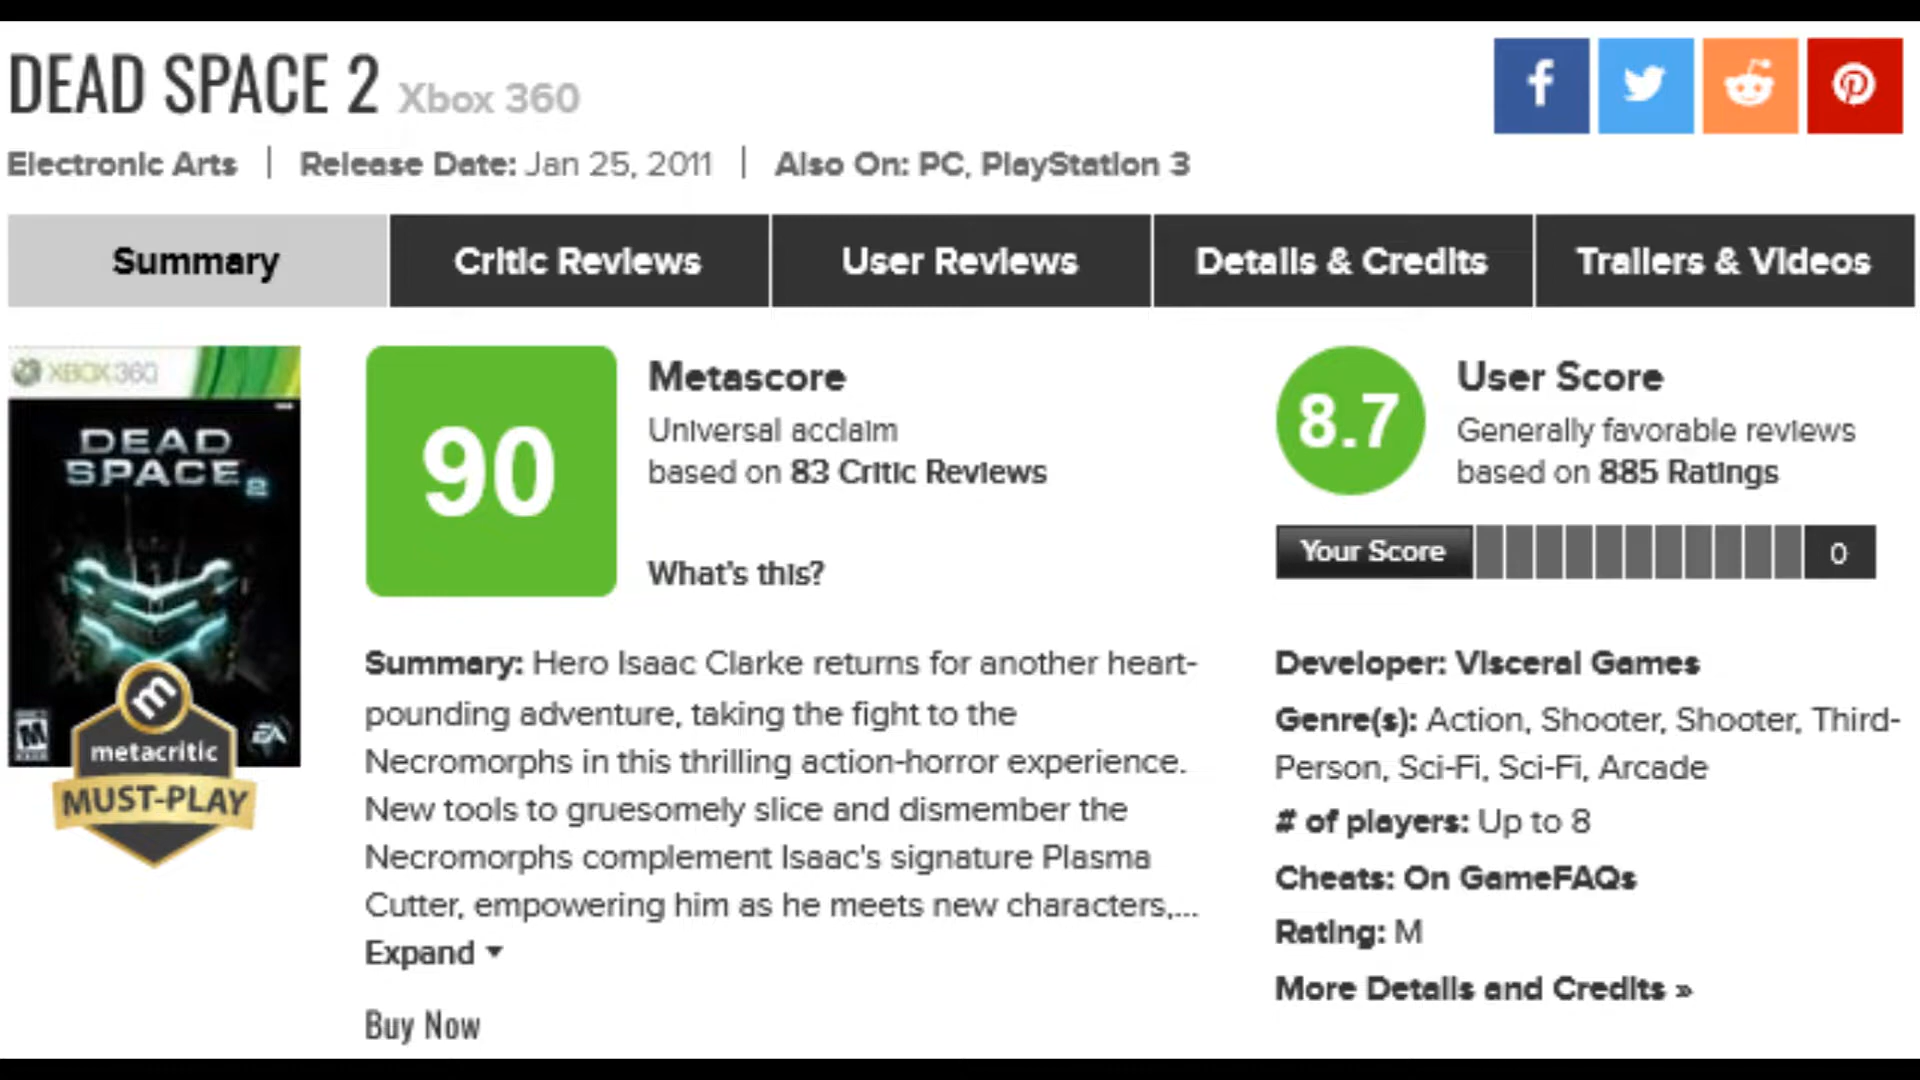 DEAD SPACE 2 Xbox 360
Electronic Arts | Release Date: Jan 25, 2011 | Also On: PC, PlayStation 3
Summary
Critic Reviews
User Reviews
Details & Credits
Trailers & Videos
XBOX 360
DEAD
SPACE 2
M
EA
m
metacritic
MUST-PLAY
90
Metascore
Universal acclaim
based on 83 Critic Reviews
What's this?
8.7
User Score
Generally favorable reviews
based on 885 Ratings
Your Score
0
Summary: Hero Isaac Clarke returns for another heart-
pounding adventure, taking the fight to the
Necromorphs in this thrilling action-horror experience.
New tools to gruesomely slice and dismember the
Necromorphs complement Isaac's signature Plasma
Cutter, empowering him as he meets new characters,...
Expand
Buy Now
Developer: Visceral Games
Genre(s): Action, Shooter, Shooter, Third-
Person, Sci-Fi, Sci-Fi, Arcade
# of players: Up to 8
Cheats: On GameFAQs
Rating: M
More Details and Credits »